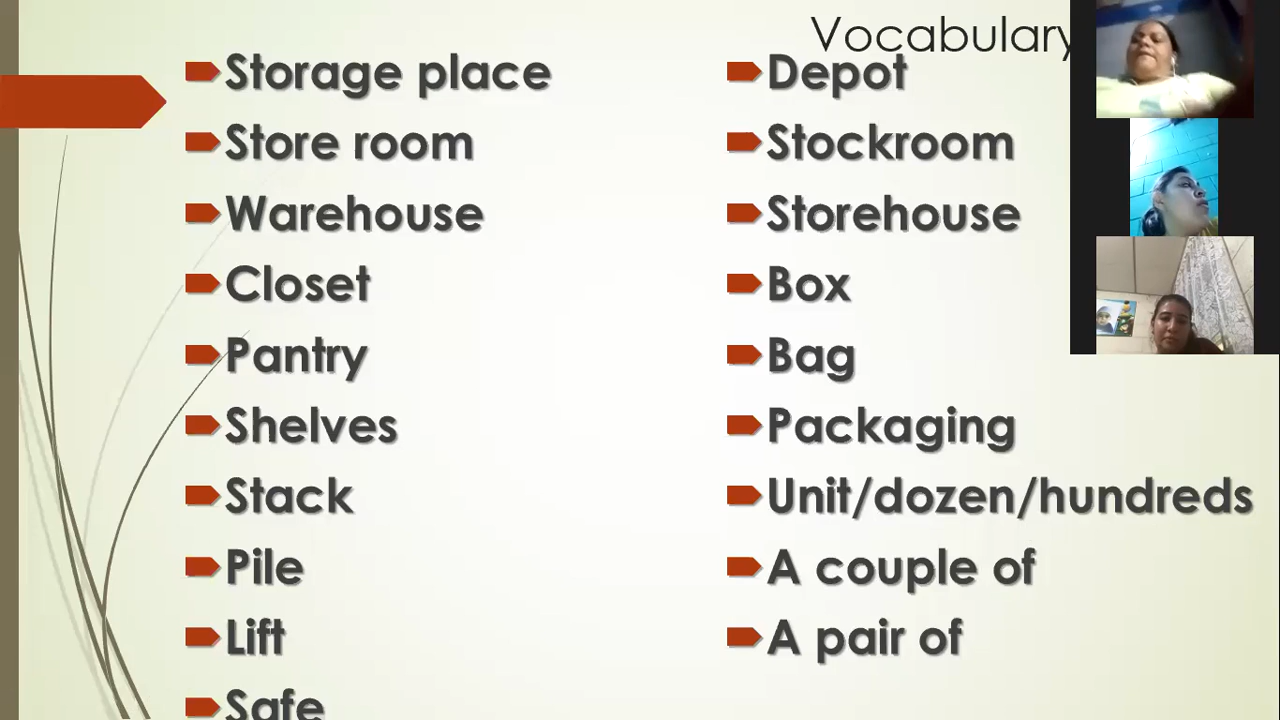 Vocabulary
Storage place
Store room
Warehouse
Closet
Pantry
Shelves
Stack
Pile
Lift
Safe
Depot
Stockroom
Storehouse
Box
Bag
Packaging
Unit/dozen/hundreds
A couple of
A pair of